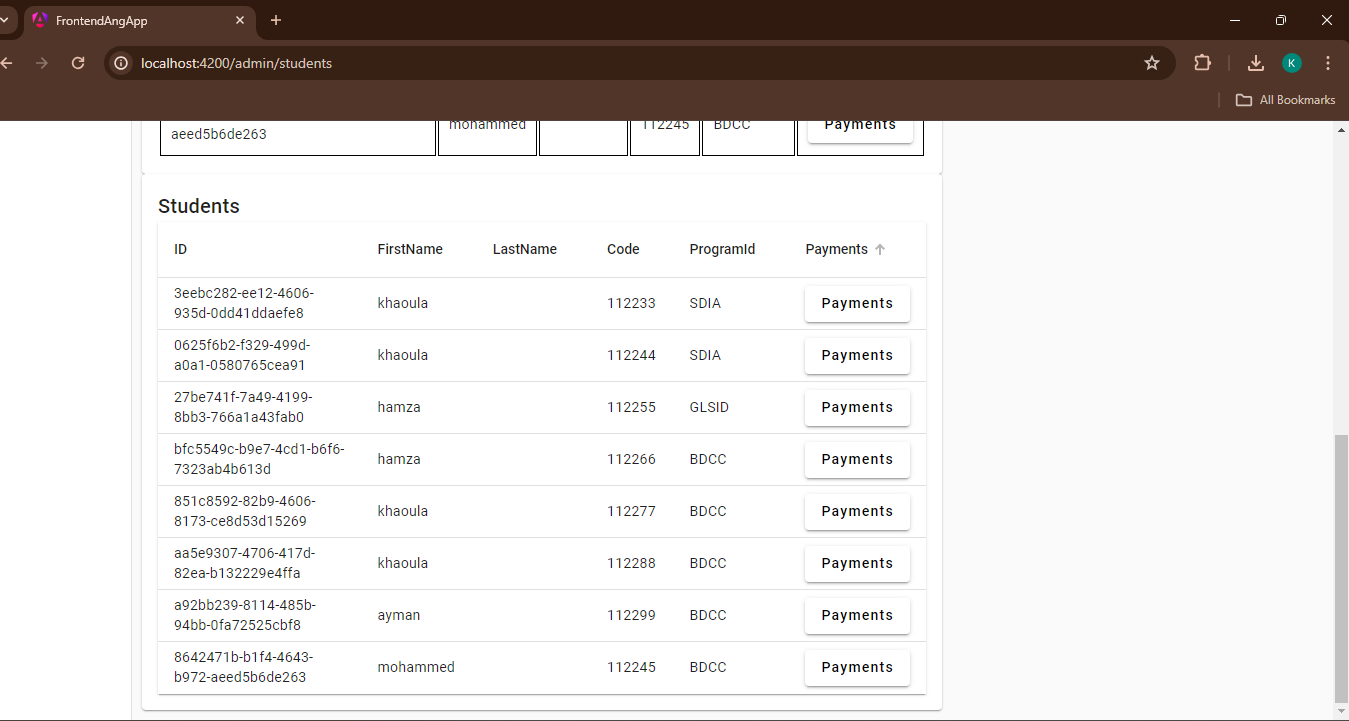 FrontendAngApp
localhost:4200/admin/students
K
All Bookmarks
aeed5b6de263 mohammed 112245 BDCC Payments
Students
ID FirstName LastName Code ProgramId Payments
3eebc282-ee12-4606-
935d-0dd41ddaefe8
khaoula 112233 SDIA Payments
0625f6b2-f329-499d-
a0a1-0580765cea91
khaoula 112244 SDIA Payments
27be741f-7a49-4199-
8bb3-766a1a43fab0
hamza 112255 GLSID Payments
bfc5549c-b9e7-4cd1-b6f6-
7323ab4b613d
hamza 112266 BDCC Payments
851c8592-82b9-4606-
8173-ce8d53d15269
khaoula 112277 BDCC Payments
aa5e9307-4706-417d-
82ea-b132229e4ffa
khaoula 112288 BDCC Payments
a92bb239-8114-485b-
94bb-0fa72525cbf8
ayman 112299 BDCC Payments
8642471b-b1f4-4643-
b972-aeed5b6de263
mohammed 112245 BDCC Payments